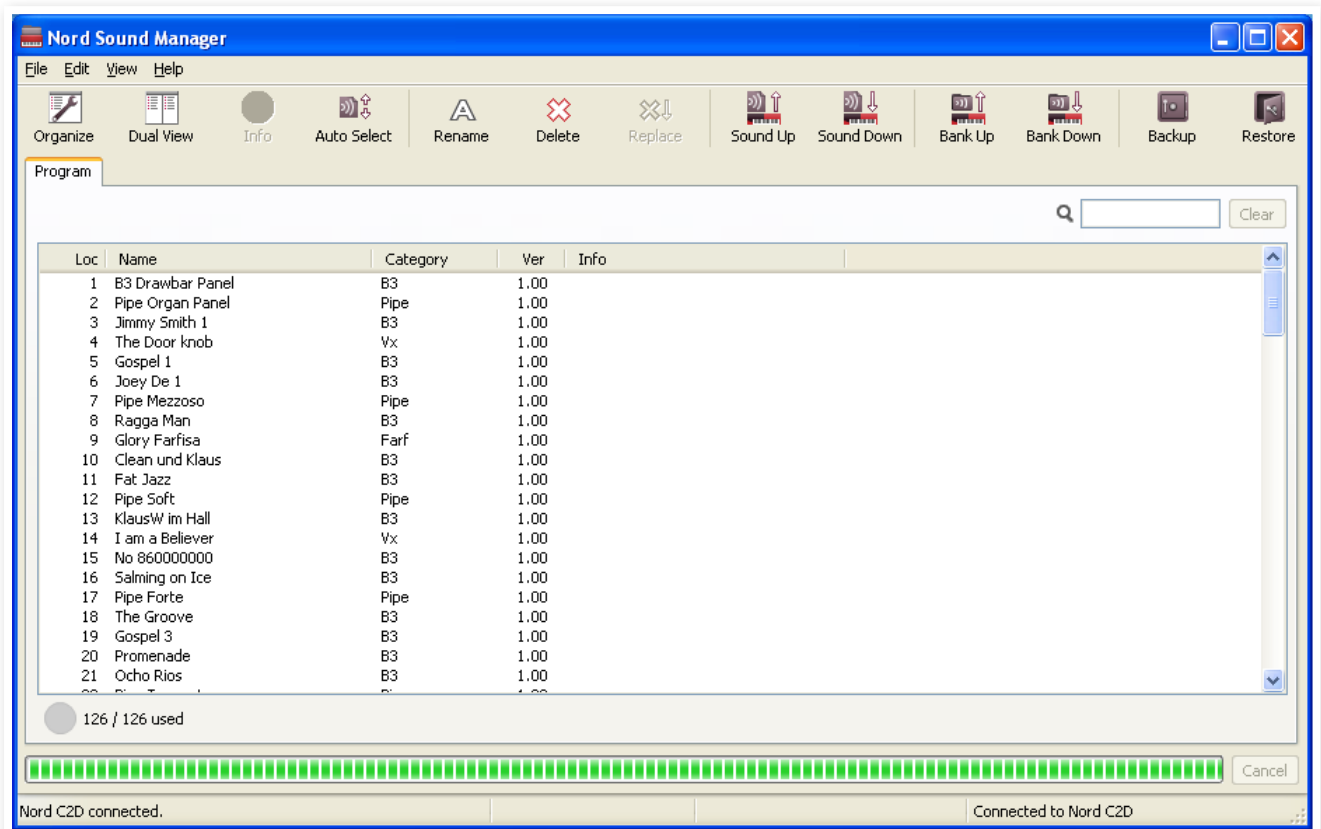 Nord Sound Manager
File Edit View Help
Organize Dual View Info Auto Select Rename Delete Replace Sound Up Sound Down Bank Up Bank Down Backup Restore
Program
Clear
Loc Name Category Ver Info
1 B3 Drawbar Panel B3 1.00
2 Pipe Organ Panel Pipe 1.00
3 Jimmy Smith 1 B3 1.00
4 The Door knob Vx 1.00
5 Gospel 1 B3 1.00
6 Joey De 1 B3 1.00
7 Pipe Mezzoso Pipe 1.00
8 Ragga Man B3 1.00
9 Glory Farfisa Farf 1.00
10 Clean und Klaus B3 1.00
11 Fat Jazz B3 1.00
12 Pipe Soft Pipe 1.00
13 KlausW im Hall B3 1.00
14 I am a Believer Vx 1.00
15 No 860000000 B3 1.00
16 Salming on Ice B3 1.00
17 Pipe Forte Pipe 1.00
18 The Groove B3 1.00
19 Gospel 3 B3 1.00
20 Promenade B3 1.00
21 Ocho Rios B3 1.00
126 / 126 used
Cancel
Nord C2D connected. Connected to Nord C2D